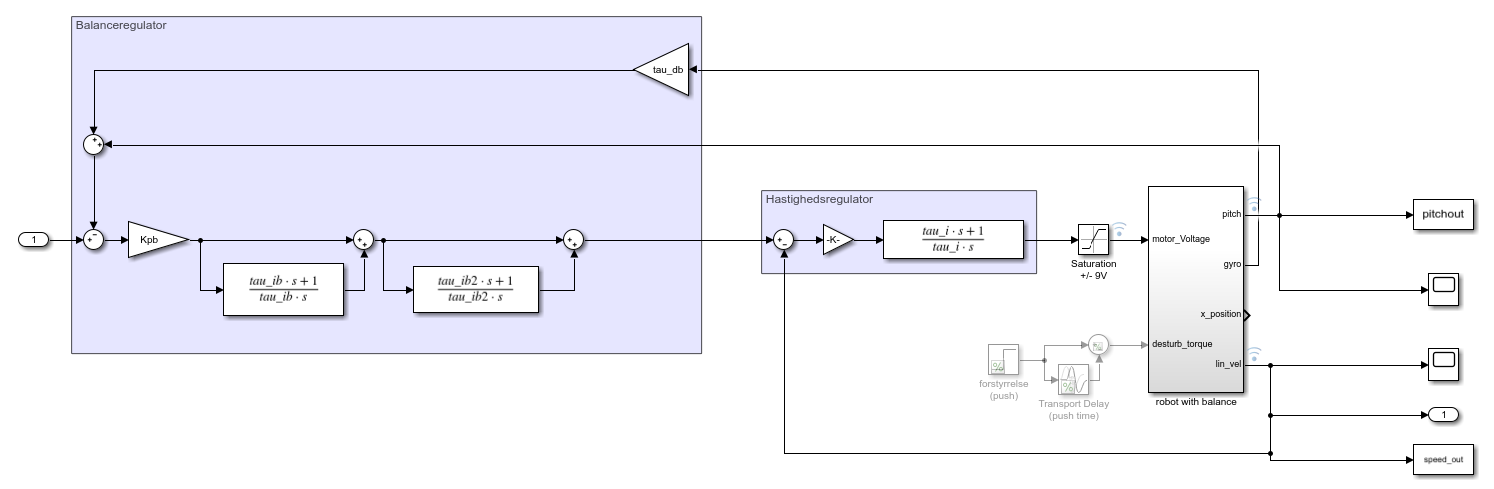 Balanceregulator
tau_db
1
Kpb
tau_ib · s + 1
tau_ib · s
tau_ib2 · s + 1
tau_ib2 · s
Hastighedsregulator
-K-
tau_i · s + 1
tau_i · s
Saturation
+/- 9V
motor_Voltage
desturb_torque
pitch
gyro
x_position
lin_vel
robot with balance
forstyrrelse
(push)
Transport Delay
(push time)
pitchout
1
speed_out